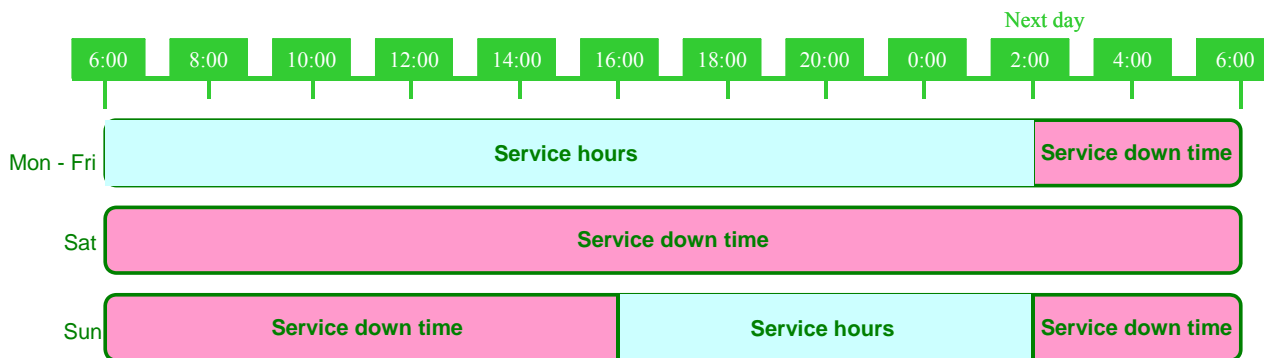 Next day
6:00 8:00 10:00 12:00 14:00 16:00 18:00 20:00 0:00 2:00 4:00 6:00
Mon - Fri Service hours Service down time
Sat Service down time
Sun Service down time Service hours Service down time